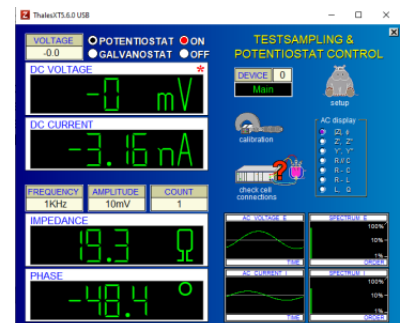 ThalesXT5.6.0 USB
VOLTAGE
-0.0
POTENTIOSTAT ON
GALVANOSTAT OFF
TESTSAMPLING &
POTENTIOSTAT CONTROL
DC VOLTAGE *
-0 mV
DC CURRENT
-3.16 nA
DEVICE 0
Main
setup
calibration
check cell
connections
AC display
|Z|, φ
Z', Z"
Y', Y"
R//C
R - C
R - L
L, Q
FREQUENCY
1KHz
AMPLITUDE
10mV
COUNT
1
IMPEDANCE
19.3 Ω
PHASE
-48.4 °
AC VOLTAGE E
TIME
SPECTRUM E
100%
10%
1%
ORDER
AC CURRENT I
TIME
SPECTRUM I
100%
10%
1%
ORDER